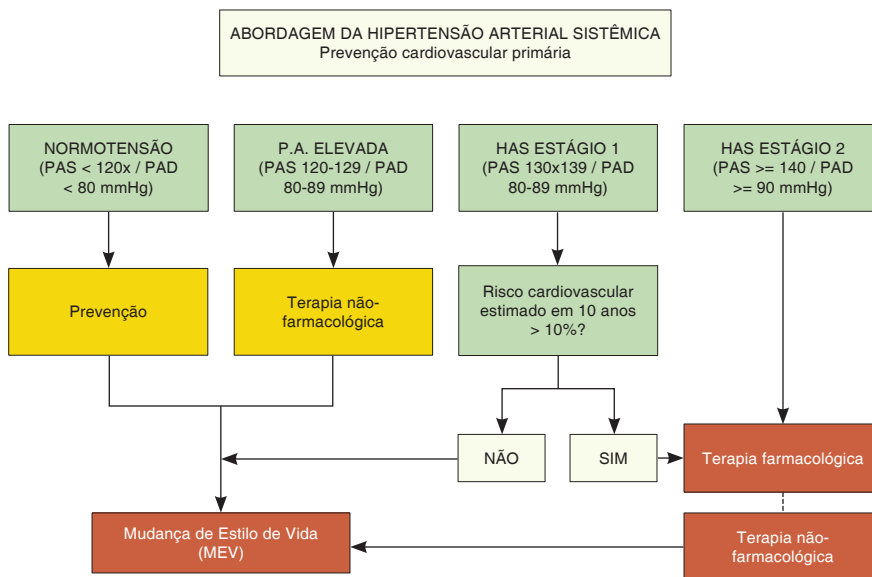 ABORDAGEM DA HIPERTENSÃO ARTERIAL SISTÊMICA
Prevenção cardiovascular primária
NORMOTENSÃO
(PAS < 120x / PAD
< 80 mmHg)
P.A. ELEVADA
(PAS 120-129 / PAD
80-89 mmHg)
HAS ESTÁGIO 1
(PAS 130x139 / PAD
80-89 mmHg)
HAS ESTÁGIO 2
(PAS >= 140 / PAD
>= 90 mmHg)
Prevenção
Terapia não-
farmacológica
Risco cardiovascular
estimado em 10 anos
> 10%?
NÃO
SIM
Terapia farmacológica
Mudança de Estilo de Vida
(MEV)
Terapia não-
farmacológica